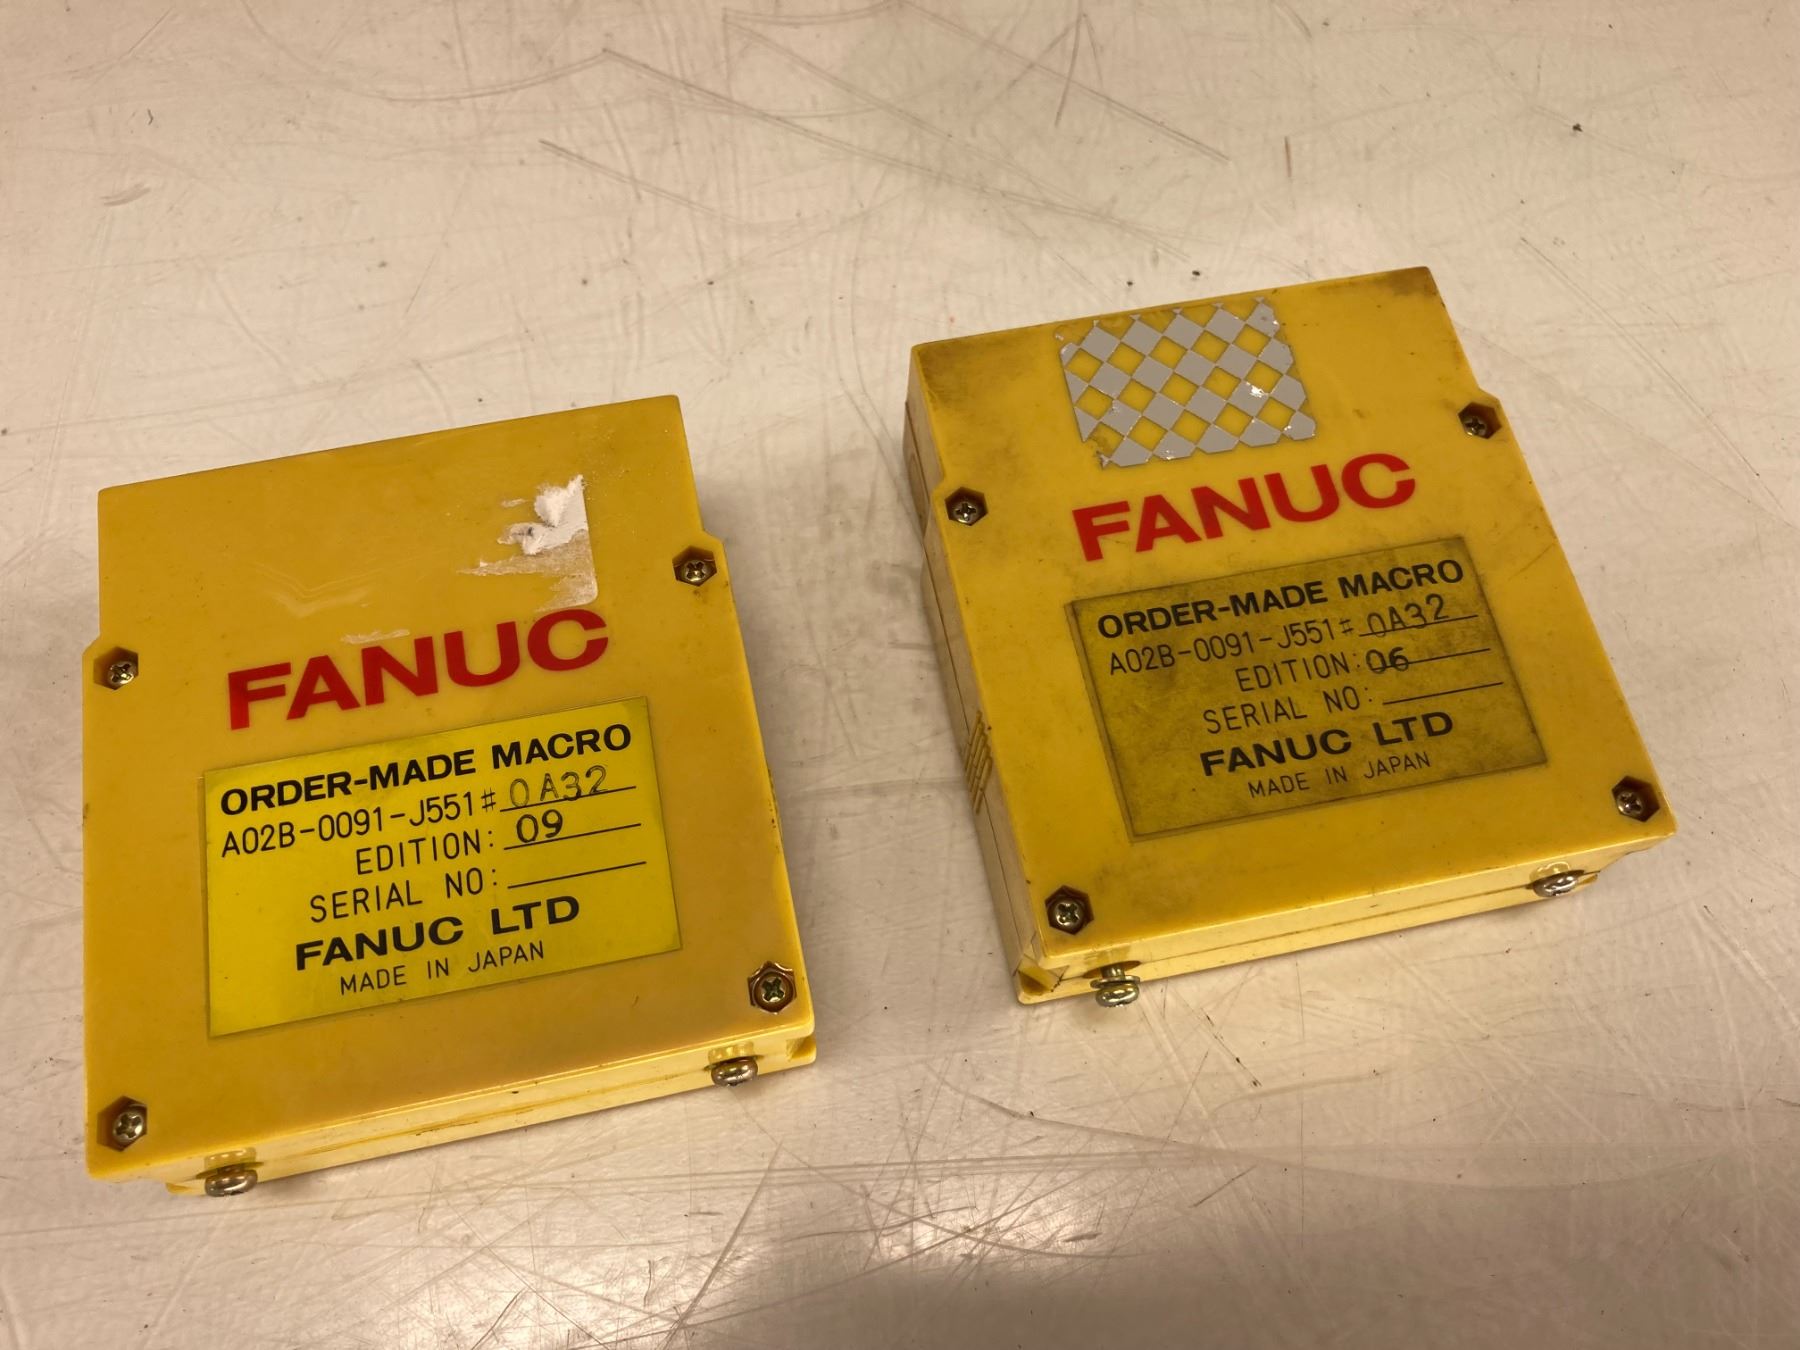 FANUC
ORDER-MADE MACRO
A02B-0091-J551# 0A32
EDITION: 09
SERIAL NO:
FANUC LTD
MADE IN JAPAN
FANUC
ORDER-MADE MACRO
A02B-0091-J551# 0A32
EDITION: 06
SERIAL NO:
FANUC LTD
MADE IN JAPAN